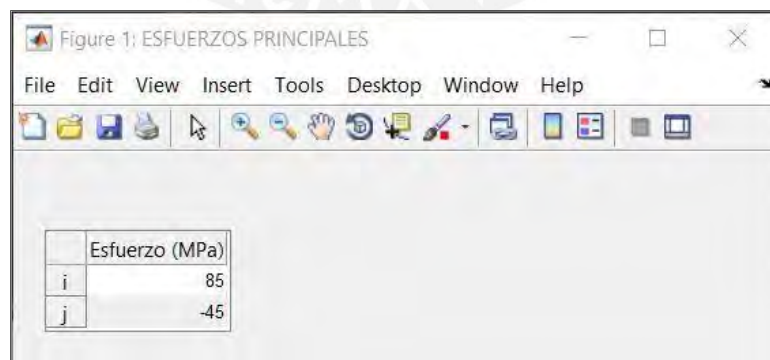 Figure 1: ESFUERZOS PRINCIPALES
File Edit View Insert Tools Desktop Window Help
Esfuerzo (MPa)
i 85
j -45